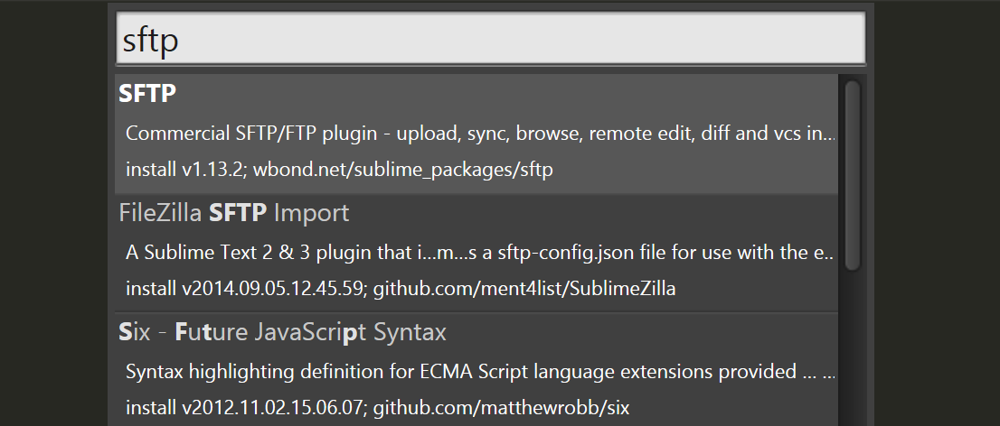 sftp
SFTP
Commercial SFTP/FTP plugin - upload, sync, browse, remote edit, diff and vcs in...
install v1.13.2; wbond.net/sublime_packages/sftp
FileZilla SFTP Import
A Sublime Text 2 & 3 plugin that i...m...s a sftp-config.json file for use with the e...
install v2014.09.05.12.45.59; github.com/ment4list/SublimeZilla
Six - Future JavaScript Syntax
Syntax highlighting definition for ECMA Script language extensions provided ... ...
install v2012.11.02.15.06.07; github.com/matthewrobb/six